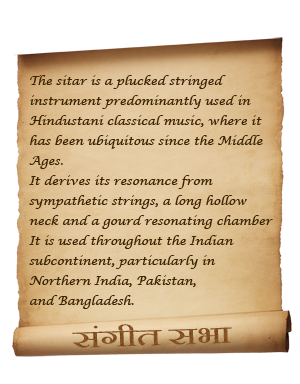 The sitar is a plucked stringed
instrument predominantly used in
Hindustani classical music, where it
has been ubiquitous since the Middle
Ages.
It derives its resonance from
sympathetic strings, a long hollow
neck and a gourd resonating chamber
It is used throughout the Indian
subcontinent, particularly in
Northern India, Pakistan,
and Bangladesh.
संगीत सभा